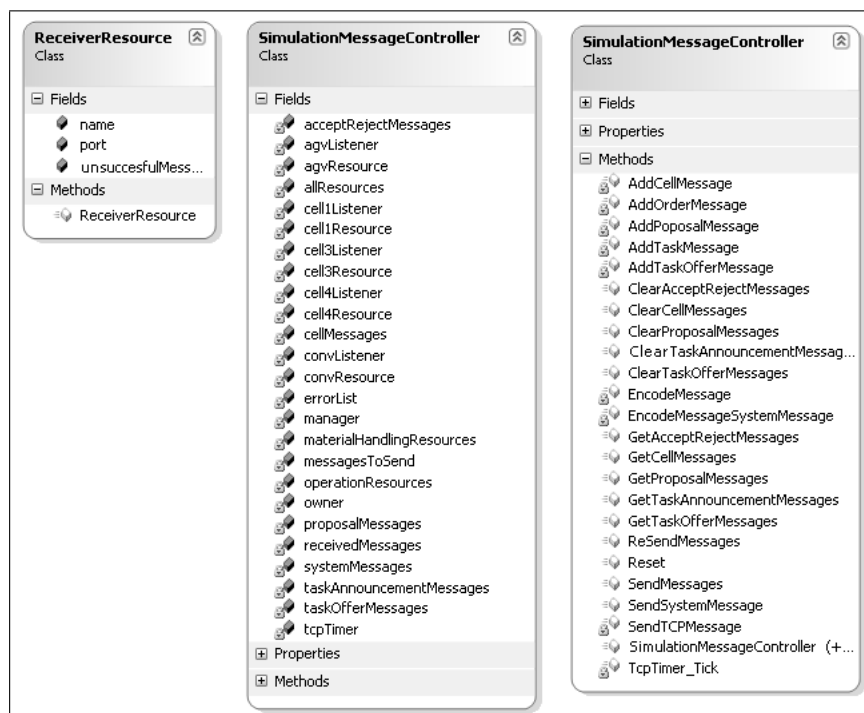 ReceiverResource
Class
Fields
name
port
unsuccesfulMess...
Methods
ReceiverResource
SimulationMessageController
Class
Fields
acceptRejectMessages
agvListener
agvResource
allResources
cell1Listener
cell1Resource
cell3Listener
cell3Resource
cell4Listener
cell4Resource
cellMessages
convListener
convResource
errorList
manager
materialHandlingResources
messagesToSend
operationResources
owner
proposalMessages
receivedMessages
systemMessages
taskAnnouncementMessages
taskOfferMessages
tcpTimer
Properties
Methods
SimulationMessageController
Class
Fields
Properties
Methods
AddCellMessage
AddOrderMessage
AddPoposalMessage
AddTaskMessage
AddTaskOfferMessage
ClearAcceptRejectMessages
ClearCellMessages
ClearProposalMessages
ClearTaskAnnouncementMessag...
ClearTaskOfferMessages
EncodeMessage
EncodeMessageSystemMessage
GetAcceptRejectMessages
GetCellMessages
GetProposalMessages
GetTaskAnnouncementMessages
GetTaskOfferMessages
ReSendMessages
Reset
SendMessages
SendSystemMessage
SendTCPMessage
SimulationMessageController (+...
TcpTimer_Tick